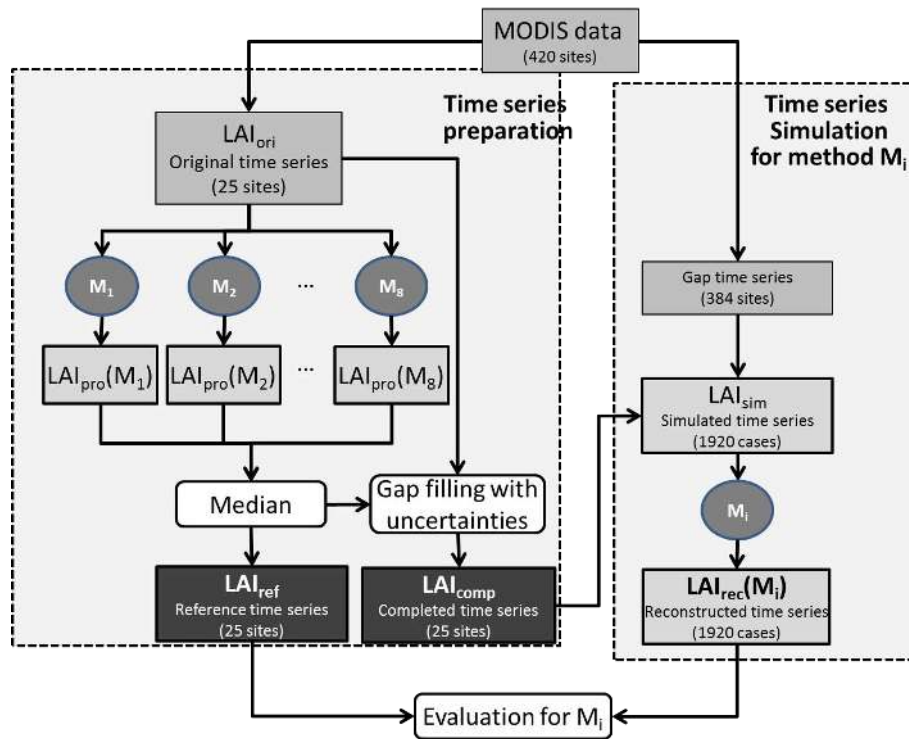 MODIS data
(420 sites)
Time series
preparation
LAIori
Original time series
(25 sites)
M1
M2
...
M8
LAIpro(M1)
LAIpro(M2)
...
LAIpro(M8)
Median
Gap filling with
uncertainties
LAIref
Reference time series
(25 sites)
LAIcomp
Completed time series
(25 sites)
Time series
Simulation
for method Mi
Gap time series
(384 sites)
LAIsim
Simulated time series
(1920 cases)
Mi
LAIrec(Mi)
Reconstructed time series
(1920 cases)
Evaluation for Mi